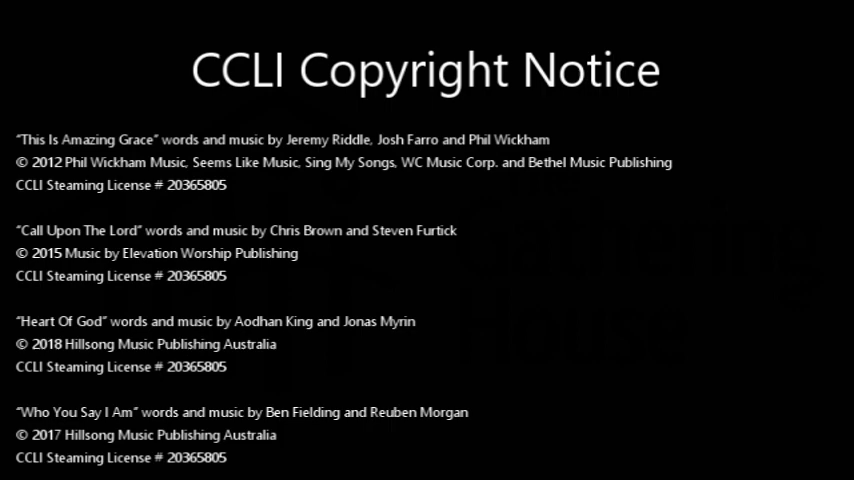 CCLI Copyright Notice
“This Is Amazing Grace” words and music by Jeremy Riddle, Josh Farro and Phil Wickham
© 2012 Phil Wickham Music, Seems Like Music, Sing My Songs, WC Music Corp. and Bethel Music Publishing
CCLI Steaming License # 20365805
“Call Upon The Lord” words and music by Chris Brown and Steven Furtick
© 2015 Music by Elevation Worship Publishing
CCLI Steaming License # 20365805
“Heart Of God” words and music by Aodhan King and Jonas Myrin
© 2018 Hillsong Music Publishing Australia
CCLI Steaming License # 20365805
“Who You Say I Am” words and music by Ben Fielding and Reuben Morgan
© 2017 Hillsong Music Publishing Australia
CCLI Steaming License # 20365805
The
Gathering
House